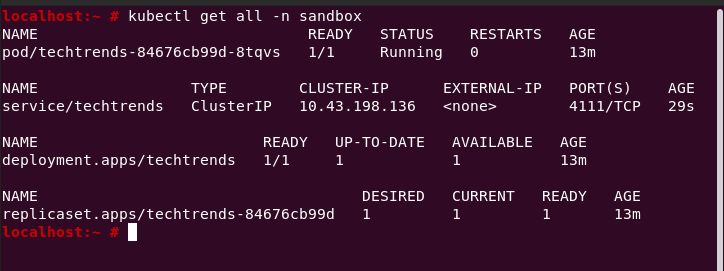 localhost:~ # kubectl get all -n sandbox
NAME                              READY   STATUS    RESTARTS   AGE
pod/techtrends-84676cb99d-8tqvs   1/1     Running   0          13m
NAME                 TYPE        CLUSTER-IP      EXTERNAL-IP   PORT(S)    AGE
service/techtrends   ClusterIP   10.43.198.136   <none>        4111/TCP   29s
NAME                         READY   UP-TO-DATE   AVAILABLE   AGE
deployment.apps/techtrends   1/1     1            1           13m
NAME                                    DESIRED   CURRENT   READY   AGE
replicaset.apps/techtrends-84676cb99d   1         1         1       13m
localhost:~ #